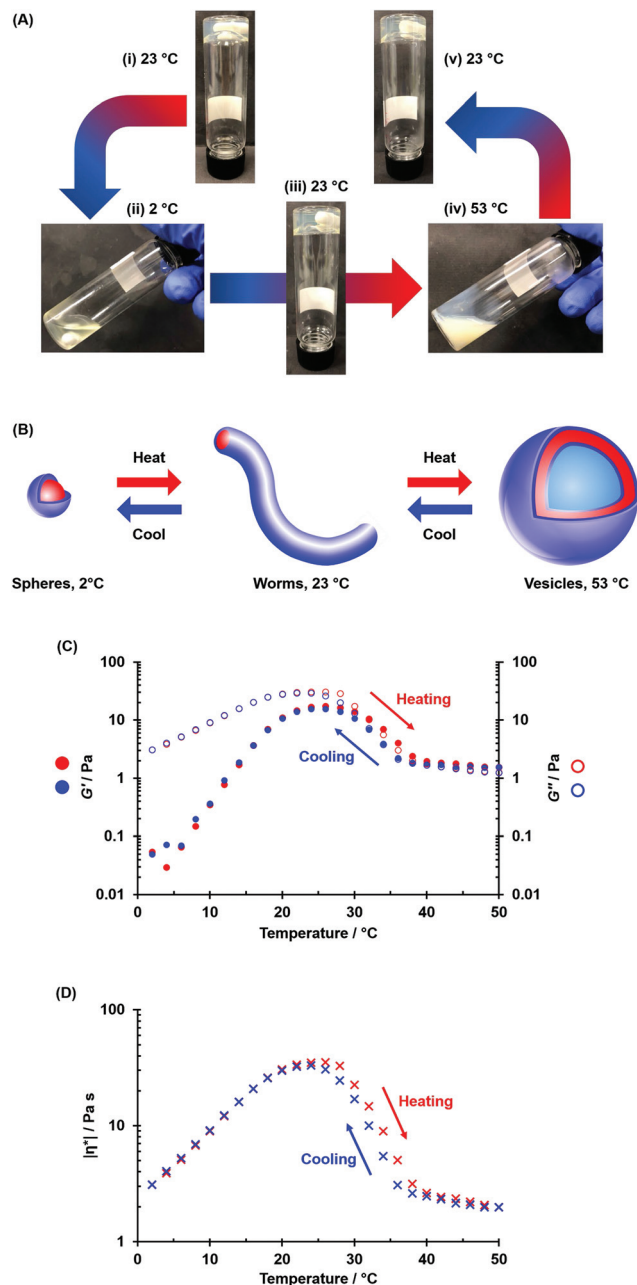 (A)
(i) 23 °C
(v) 23 °C
(ii) 2 °C
(iii) 23 °C
(iv) 53 °C
(B)
Heat
Heat
Cool
Cool
Spheres, 2°C
Worms, 23 °C
Vesicles, 53 °C
(C)
100
10
1
0.1
0.01
G' / Pa
Heating
Cooling
100
10
1
0.1
0.01
G'' / Pa
0
10
20
30
40
50
Temperature / °C
(D)
100
10
1
|η*| / Pa s
Heating
Cooling
0
10
20
30
40
50
Temperature / °C